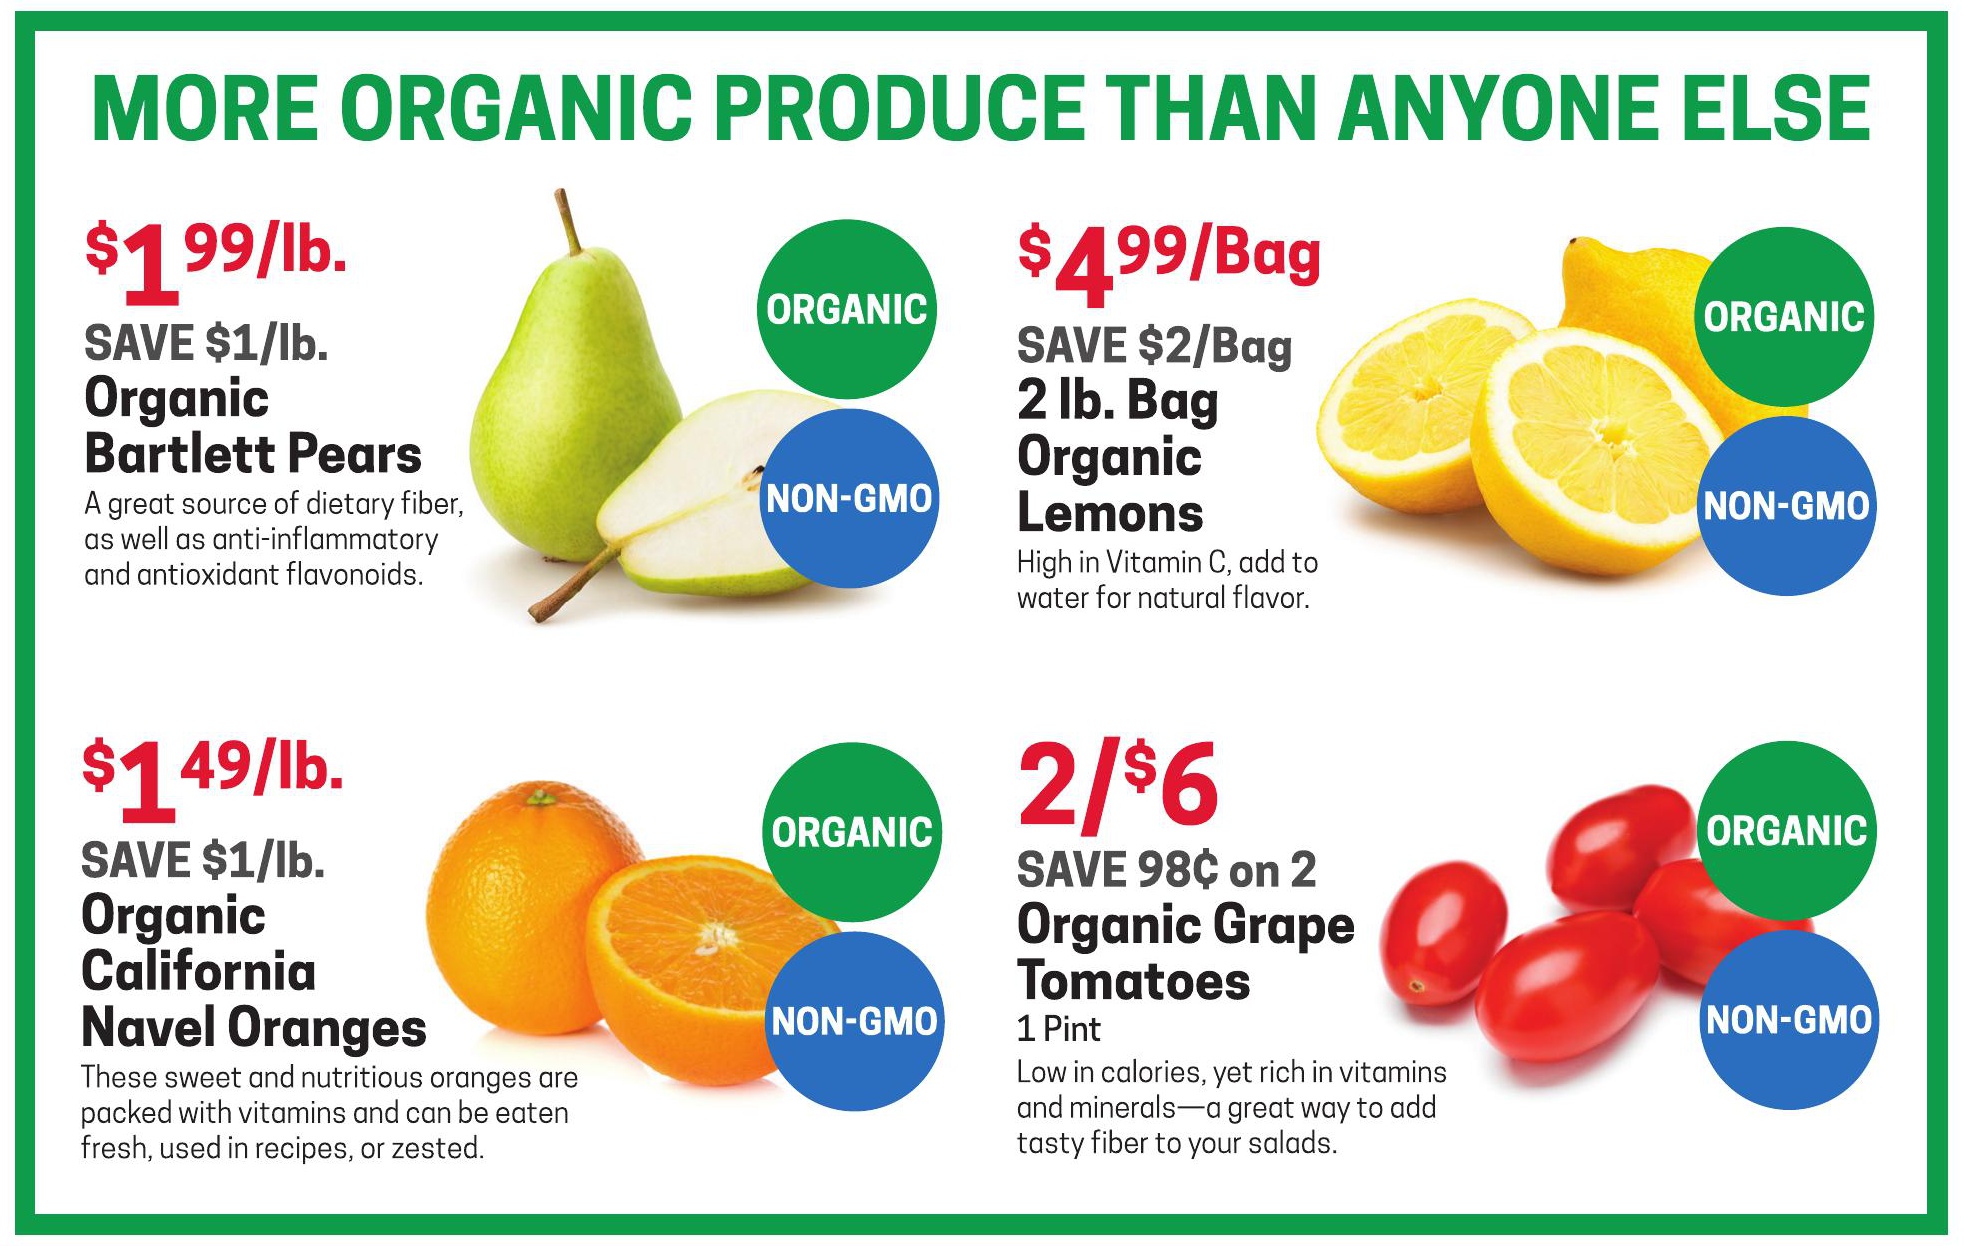 MORE ORGANIC PRODUCE THAN ANYONE ELSE
$1 99/lb.
SAVE $1/lb.
Organic
Bartlett Pears
A great source of dietary fiber,
as well as anti-inflammatory
and antioxidant flavonoids.
ORGANIC
NON-GMO
$4 99/Bag
SAVE $2/Bag
2 lb. Bag
Organic
Lemons
High in Vitamin C, add to
water for natural flavor.
ORGANIC
NON-GMO
$1 49/lb.
SAVE $1/lb.
Organic
California
Navel Oranges
These sweet and nutritious oranges are
packed with vitamins and can be eaten
fresh, used in recipes, or zested.
ORGANIC
NON-GMO
2/$6
SAVE 98¢ on 2
Organic Grape
Tomatoes
1 Pint
Low in calories, yet rich in vitamins
and minerals—a great way to add
tasty fiber to your salads.
ORGANIC
NON-GMO